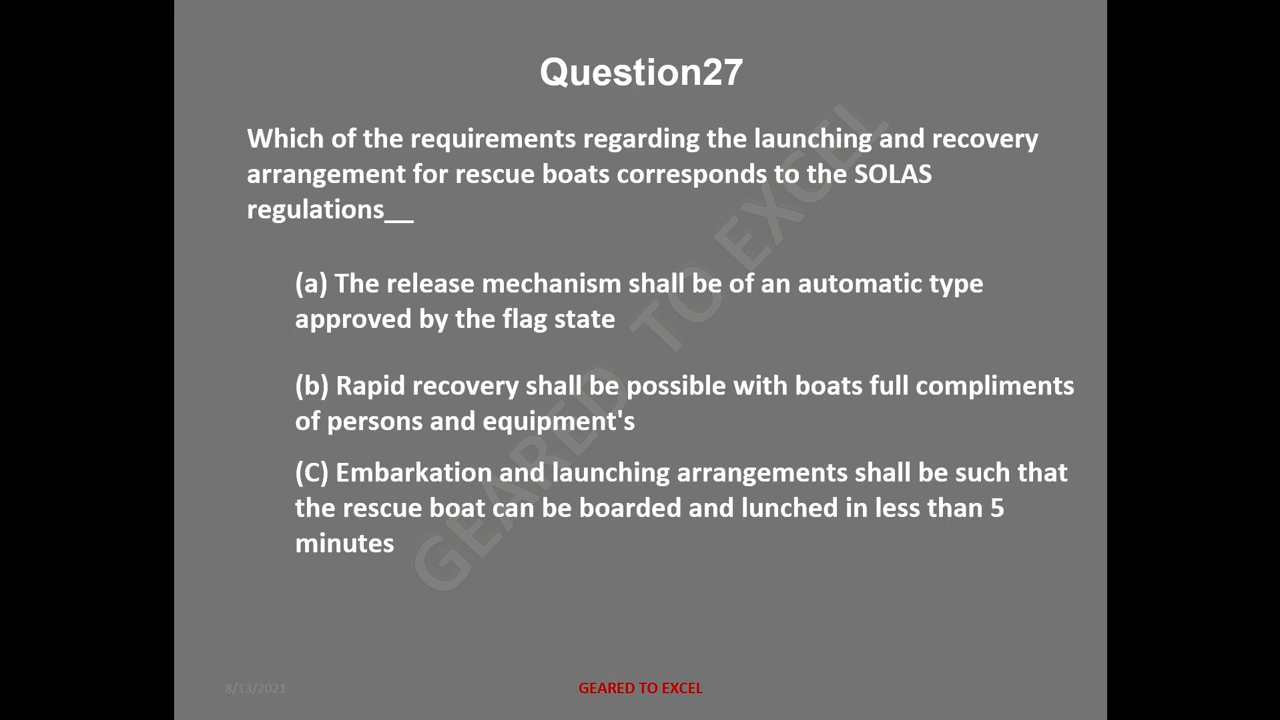 Question27
Which of the requirements regarding the launching and recovery
arrangement for rescue boats corresponds to the SOLAS
regulations__
(a) The release mechanism shall be of an automatic type
approved by the flag state
(b) Rapid recovery shall be possible with boats full compliments
of persons and equipment's
(C) Embarkation and launching arrangements shall be such that
the rescue boat can be boarded and lunched in less than 5
minutes
GEARED TO EXCEL
8/13/2021
GEARED TO EXCEL